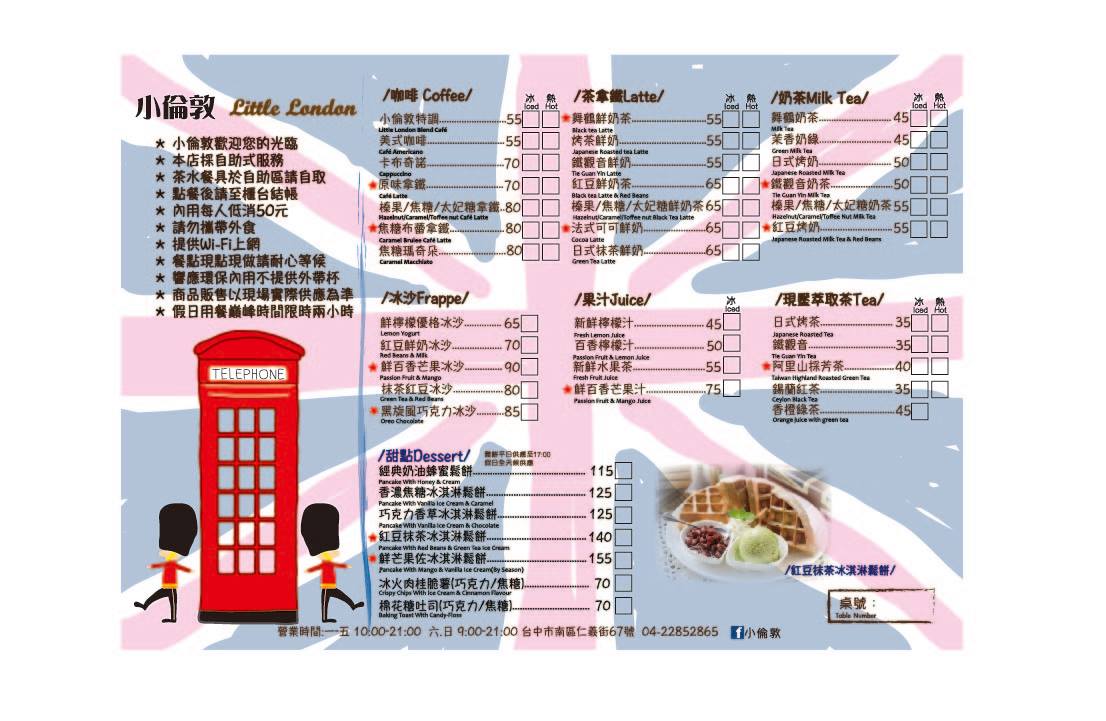 小倫敦 Little London
★ 小倫敦歡迎您的光臨
★ 本店採自助式服務
★ 茶水餐具於自助區請自取
★ 點餐後請至櫃台結帳
★ 內用每人低消50元
★ 請勿攜帶外食
★ 提供Wi-Fi上網
★ 餐點現點現做請耐心等候
★ 響應環保內用不提供外帶杯
★ 商品販售以現場實際供應為準
★ 假日用餐巔峰時間限時兩小時
TELEPHONE
/咖啡 Coffee/ 冰 Iced 熱 Hot
小倫敦特調 55
Little London Blend Café
美式咖啡 55
Café Americano
卡布奇諾 70
Cappuccino
原味拿鐵 70
Café Latte
榛果/焦糖/太妃糖拿鐵 80
Hazelnut/Caramel/Toffee nut Café Latte
焦糖布蕾拿鐵 80
Caramel Brulee Café Latte
焦糖瑪奇朵 80
Caramel Macchiato
/茶拿鐵Latte/ 冰 Iced 熱 Hot
舞鶴鮮奶茶 55
Black tea Latte
烤茶鮮奶 55
Japanese Roasted tea Latte
鐵觀音鮮奶 55
Tie Guan Yin Latte
紅豆鮮奶茶 65
Black tea Latte & Red Beans
榛果/焦糖/太妃糖鮮奶茶 65
Hazelnut/Caramel/Toffee nut Black Tea Latte
法式可可鮮奶 65
Cocoa Latte
日式抹茶鮮奶 65
Green Tea Latte
/奶茶Milk Tea/ 冰 Iced 熱 Hot
舞鶴奶茶 45
Milk Tea
茉香奶綠 45
Green Milk Tea
日式烤奶 50
Japanese Roasted Milk Tea
鐵觀音奶茶 50
Tie Guan Yin Milk Tea
榛果/焦糖/太妃糖奶茶 55
Hazelnut/Caramel/Toffee Nut Milk Tea
紅豆烤奶 55
Japanese Roasted Milk Tea & Red Beans
/冰沙Frappe/
鮮檸檬優格冰沙 65
Lemon Yogurt
紅豆鮮奶冰沙 70
Red Beans & Milk
鮮百香芒果冰沙 90
Passion Fruit & Mango
抹茶紅豆冰沙 80
Green Tea & Red Beans
黑旋風巧克力冰沙 85
Oreo Chocolate
/果汁Juice/ 冰 Iced
新鮮檸檬汁 45
Fresh Lemon Juice
百香檸檬汁 50
Passion Fruit & Lemon Juice
新鮮水果茶 55
Fresh Fruit Juice
鮮百香芒果汁 75
Passion Fruit & Mango Juice
/現壓萃取茶Tea/ 冰 Iced 熱 Hot
日式烤茶 35
Japanese Roasted Tea
鐵觀音 35
Tie Guan Yin Tea
阿里山採芳茶 40
Taiwan Highland Roasted Green Tea
錫蘭紅茶 35
Ceylon Black Tea
香橙綠茶 45
Orange juice with green tea
/甜點Dessert/ 鬆餅平日供應至17:00
假日全天候供應
經典奶油蜂蜜鬆餅 115
Pancake With Honey & Cream
香濃焦糖冰淇淋鬆餅 125
Pancake With Vanilla Ice Cream & Caramel
巧克力香草冰淇淋鬆餅 125
Pancake With Vanilla Ice Cream & Chocolate
紅豆抹茶冰淇淋鬆餅 140
Pancake With Red Beans & Green Tea Ice Cream
鮮芒果佐冰淇淋鬆餅 155
Pancake With Mango & Vanilla Ice Cream(By Season)
冰火肉桂脆薯(巧克力/焦糖) 70
Crispy Chips With Ice Cream & Cinnamon Flavour
棉花糖吐司(巧克力/焦糖) 70
Baking Toast With Candy-Floss
/紅豆抹茶冰淇淋鬆餅/
桌號：
Table Number
營業時間:一~五 10:00-21:00 六.日 9:00-21:00 台中市南區仁義街67號 04-22852865 f小倫敦